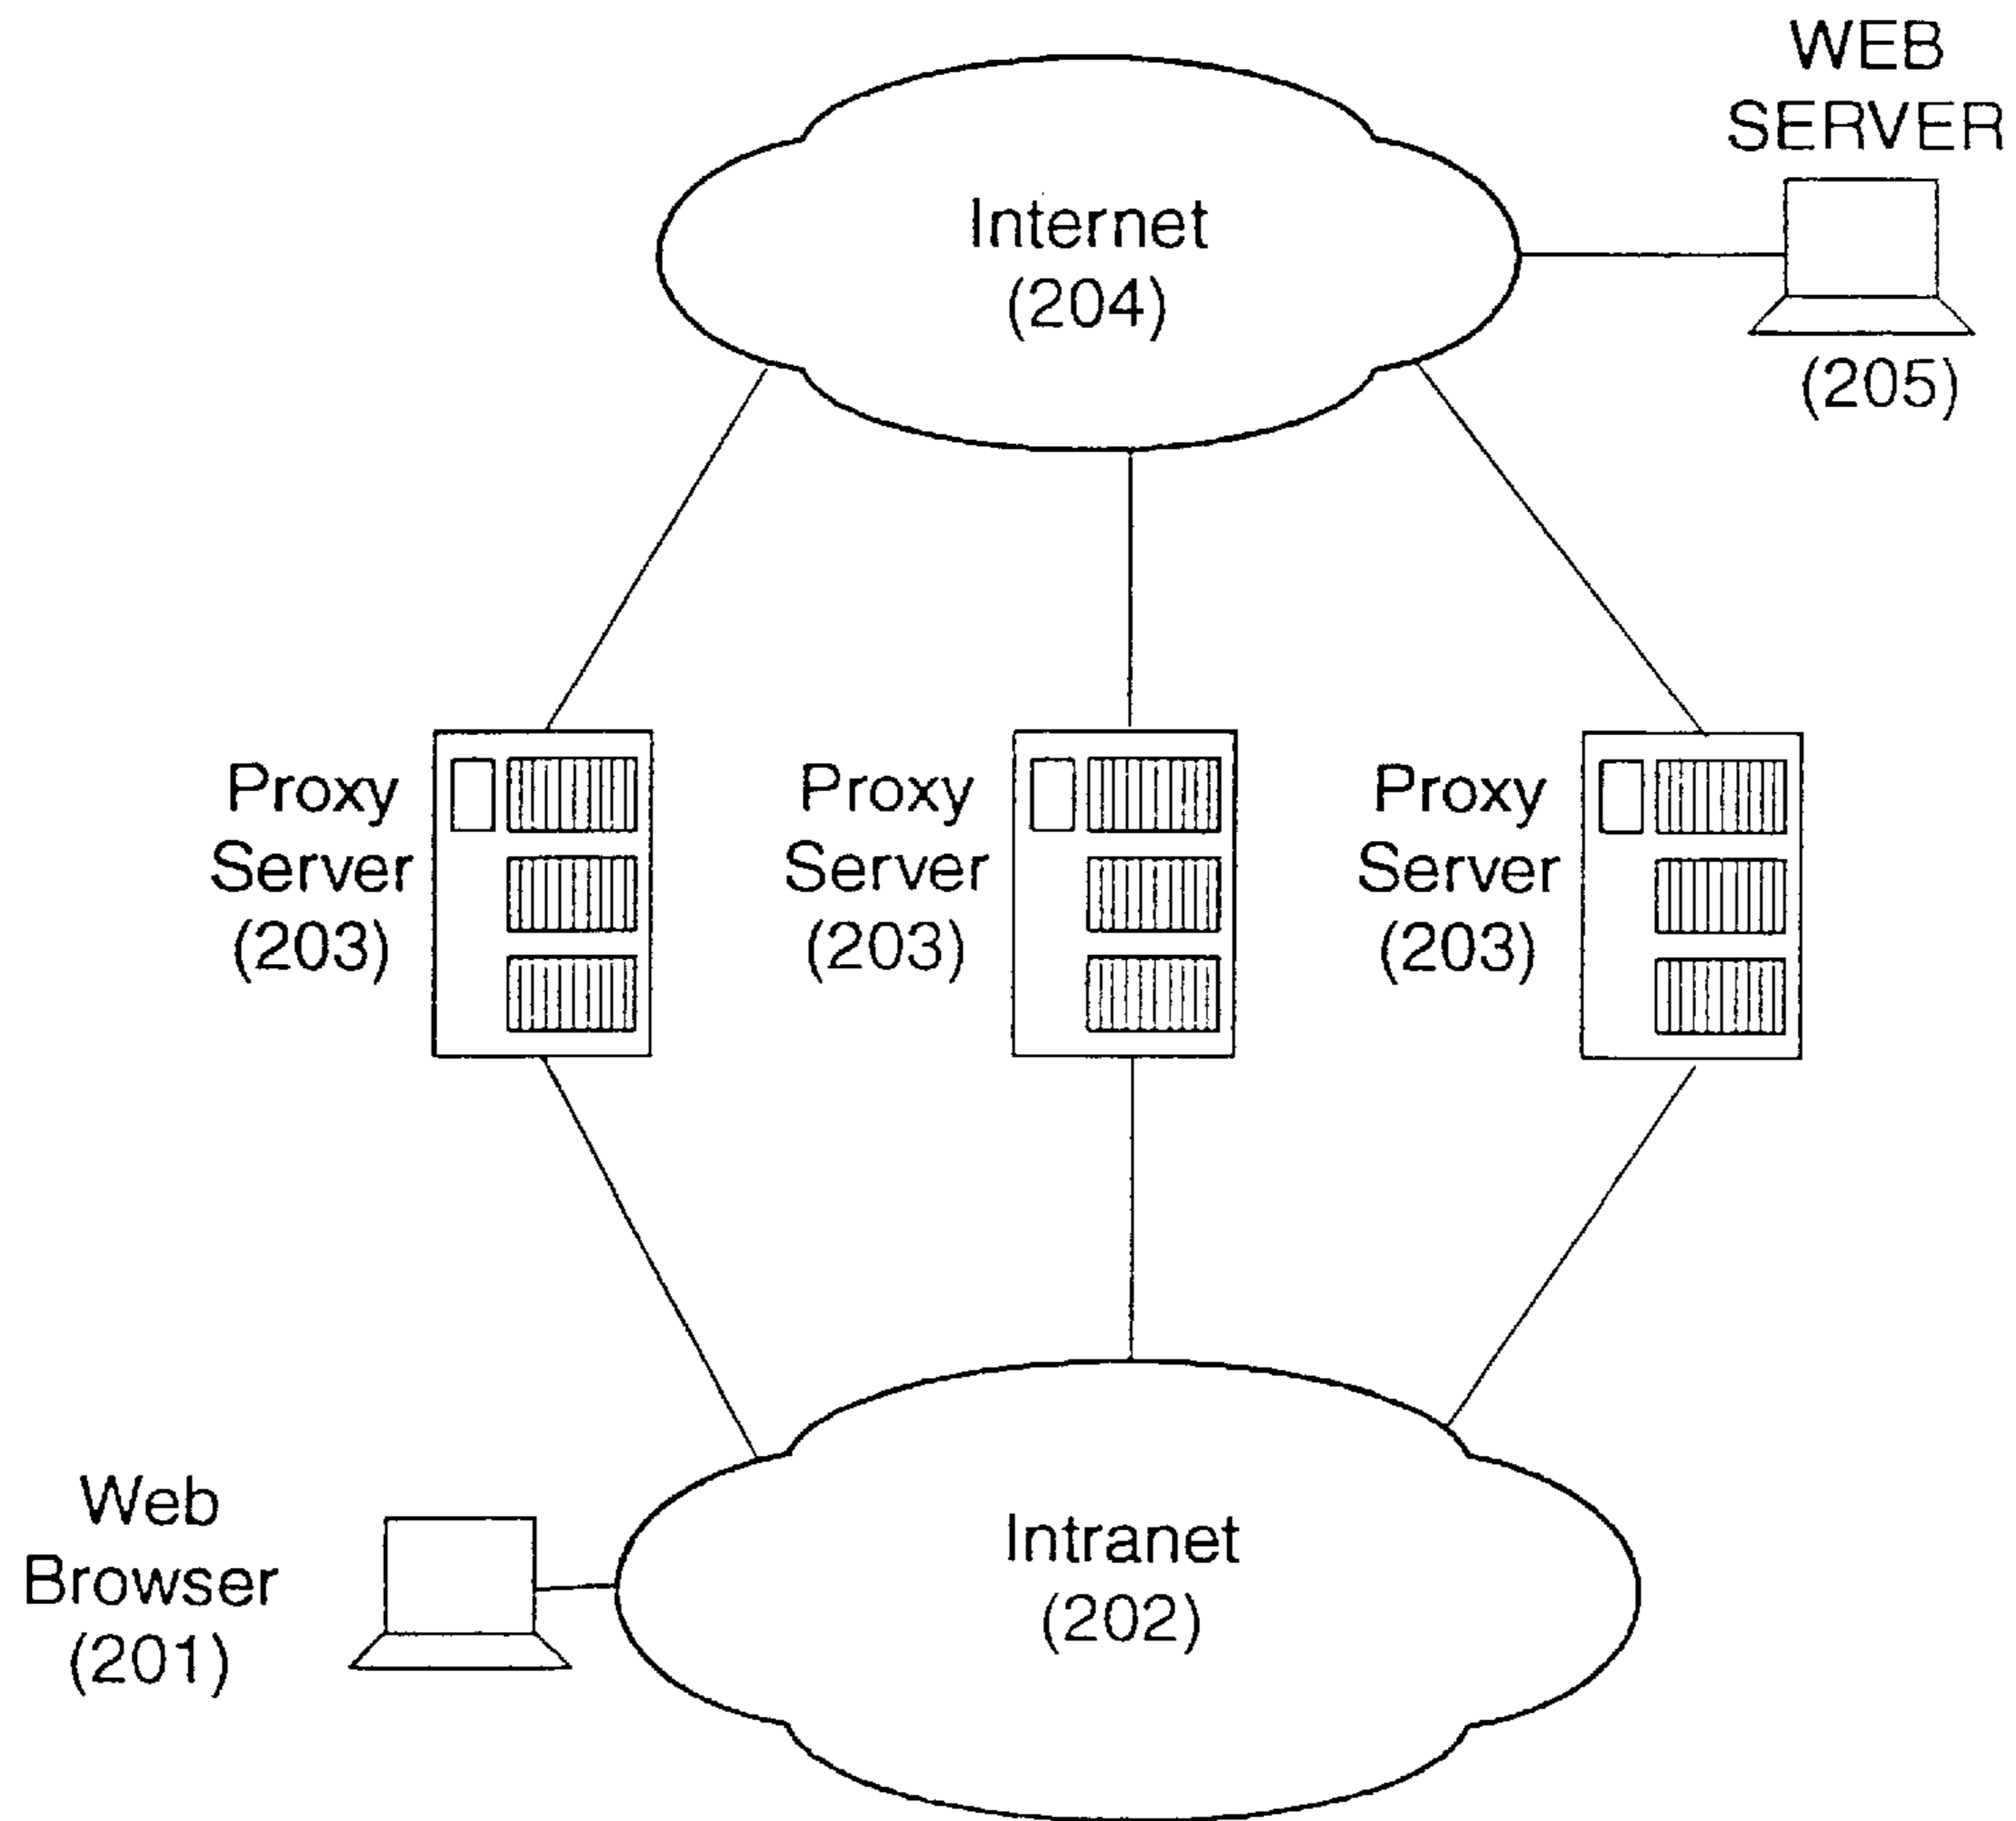 WEB
SERVER
(205)
Internet
(204)
Proxy
Server
(203)
Proxy
Server
(203)
Proxy
Server
(203)
Web
Browser
(201)
Intranet
(202)